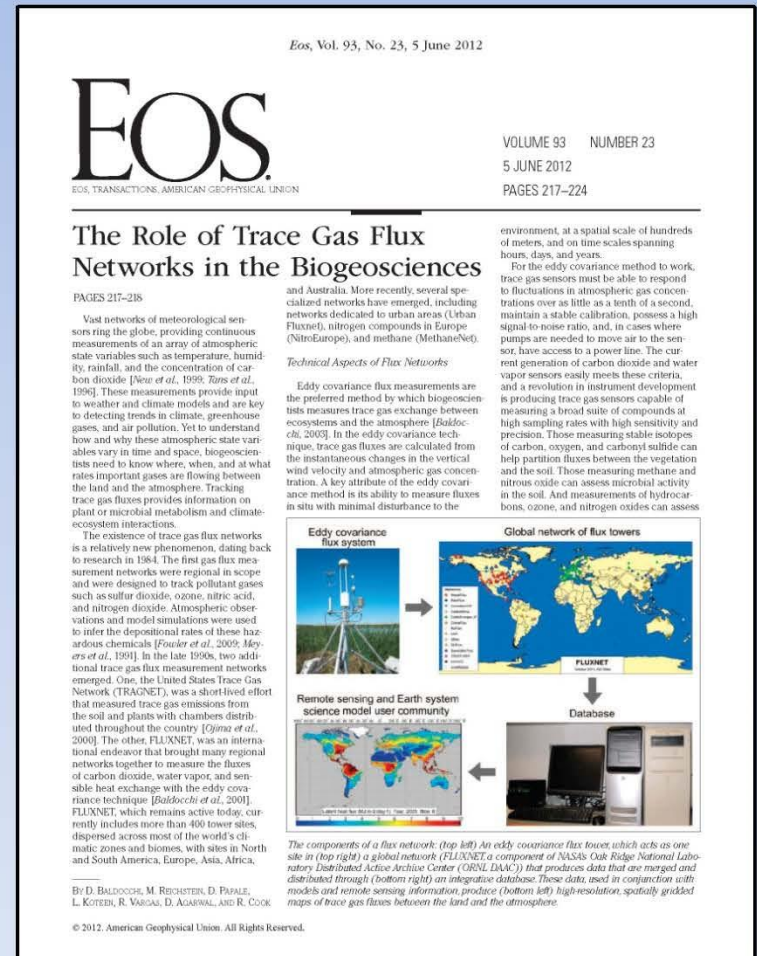 Eos, Vol. 93, No. 23, 5 June 2012
EOS
EOS, TRANSACTIONS, AMERICAN GEOPHYSICAL UNION
VOLUME 93 NUMBER 23
5 JUNE 2012
PAGES 217–224
The Role of Trace Gas Flux
Networks in the Biogeosciences
PAGES 217–218
Vast networks of meteorological sen-
sors ring the globe, providing continuous
measurements of an array of atmospheric
state variables such as temperature, humid-
ity, rainfall, and the concentration of car-
bon dioxide [New et al., 1999; Tans et al.,
1996]. These measurements provide input
to weather and climate models and are key
to detecting trends in climate, greenhouse
gases, and air pollution. Yet to understand
how and why these atmospheric state vari-
ables vary in time and space, biogeoscien-
tists need to know where, when, and at what
rates important gases are flowing between
the land and the atmosphere. Tracking
trace gas fluxes provides information on
plant or microbial metabolism and climate-
ecosystem interactions.
The existence of trace gas flux networks
is a relatively new phenomenon, dating back
to research in 1984. The first gas flux mea-
surement networks were regional in scope
and were designed to track pollutant gases
such as sulfur dioxide, ozone, nitric acid,
and nitrogen dioxide. Atmospheric obser-
vations and model simulations were used
to infer the depositional rates of these haz-
ardous chemicals [Fowler et al., 2009; Mey-
ers et al., 1991]. In the late 1990s, two addi-
tional trace gas flux measurement networks
emerged. One, the United States Trace Gas
Network (TRAGNET), was a short-lived effort
that measured trace gas emissions from
the soil and plants with chambers distrib-
uted throughout the country [Ojima et al.,
2000]. The other, FLUXNET, was an interna-
tional endeavor that brought many regional
networks together to measure the fluxes
of carbon dioxide, water vapor, and sen-
sible heat exchange with the eddy cova-
riance technique [Baldocchi et al., 2001].
FLUXNET, which remains active today, cur-
rently includes more than 400 tower sites,
dispersed across most of the world's cli-
matic zones and biomes, with sites in North
and South America, Europe, Asia, Africa,
BY D. BALDOCCHI, M. REICHSTEIN, D. PAPALE,
L. KOTEEN, R. VARGAS, D. AGARWAL, AND R. COOK
and Australia. More recently, several spe-
cialized networks have emerged, including
networks dedicated to urban areas (Urban
Fluxnet), nitrogen compounds in Europe
(NitroEurope), and methane (MethaneNet).
Technical Aspects of Flux Networks
Eddy covariance flux measurements are
the preferred method by which biogeoscien-
tists measures trace gas exchange between
ecosystems and the atmosphere [Baldoc-
chi, 2003]. In the eddy covariance tech-
nique, trace gas fluxes are calculated from
the instantaneous changes in the vertical
wind velocity and atmospheric gas concen-
tration. A key attribute of the eddy covari-
ance method is its ability to measure fluxes
in situ with minimal disturbance to the
environment, at a spatial scale of hundreds
of meters, and on time scales spanning
hours, days, and years.
For the eddy covariance method to work,
trace gas sensors must be able to respond
to fluctuations in atmospheric gas concen-
trations over as little as a tenth of a second,
maintain a stable calibration, possess a high
signal-to-noise ratio, and, in cases where
pumps are needed to move air to the sen-
sor, have access to a power line. The cur-
rent generation of carbon dioxide and water
vapor sensors easily meets these criteria,
and a revolution in instrument development
is producing trace gas sensors capable of
measuring a broad suite of compounds at
high sampling rates with high sensitivity and
precision. Those measuring stable isotopes
of carbon, oxygen, and carbonyl sulfide can
help partition fluxes between the vegetation
and the soil. Those measuring methane and
nitrous oxide can assess microbial activity
in the soil. And measurements of hydrocar-
bons, ozone, and nitrogen oxides can assess
Eddy covariance
flux system
Global network of flux towers
FLUXNET
Remote sensing and Earth system
science model user community
Database
The components of a flux network: (top left) An eddy covariance flux tower, which acts as one
site in (top right) a global network (FLUXNET, a component of NASA's Oak Ridge National Labo-
ratory Distributed Active Archive Center (ORNL DAAC)) that produces data that are merged and
distributed through (bottom right) an integrative database. These data, used in conjunction with
models and remote sensing information, produce (bottom left) high-resolution, spatially gridded
maps of trace gas fluxes between the land and the atmosphere.
© 2012. American Geophysical Union. All Rights Reserved.